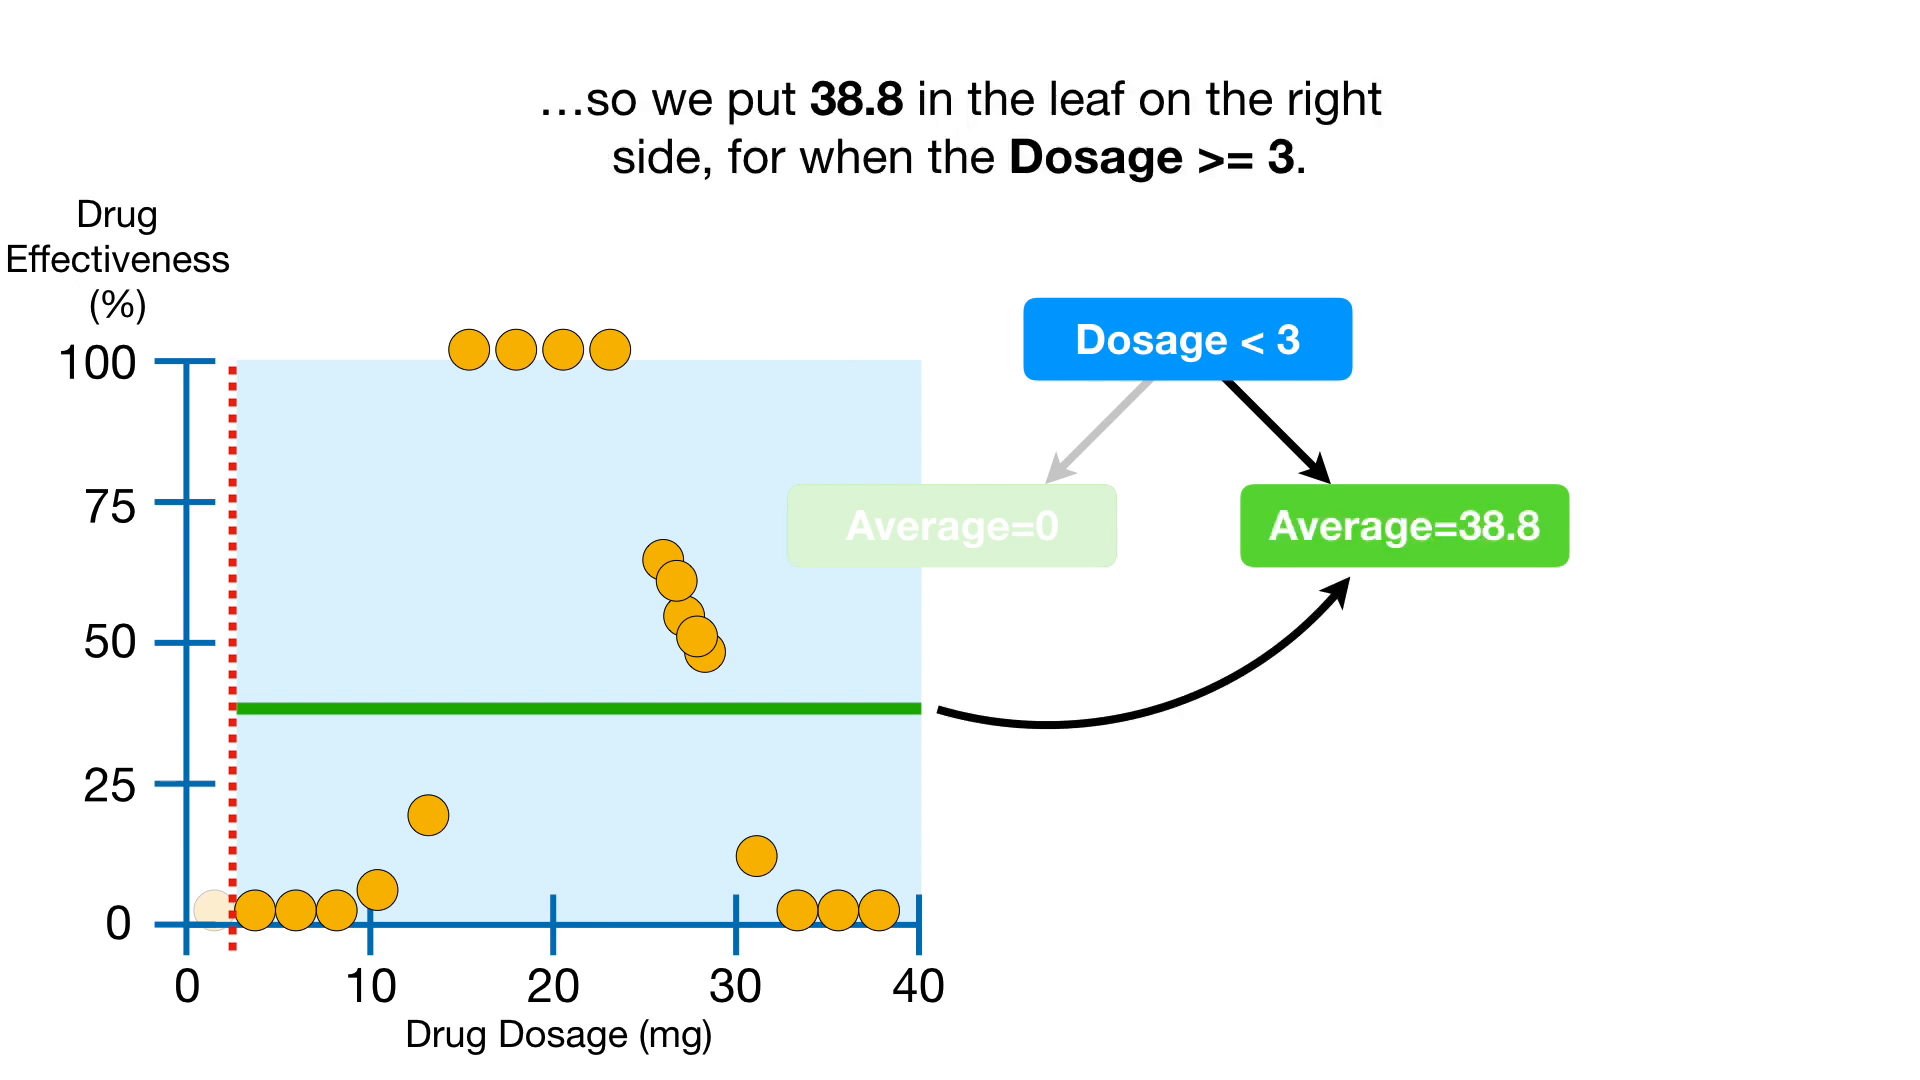 …so we put 38.8 in the leaf on the right
side, for when the Dosage >= 3.
Drug
Effectiveness
(%)
100
75
50
25
0
0
10
20
30
40
Drug Dosage (mg)
Dosage < 3
Average=0
Average=38.8